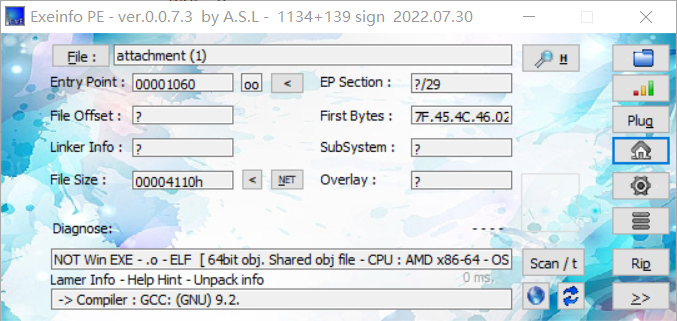 Exeinfo PE - ver.0.0.7.3 by A.S.L - 1134+139 sign 2022.07.30
File : attachment (1) H
Entry Point : 00001060 oo < EP Section : ?/29
File Offset : ? First Bytes : 7F.45.4C.46.02 Plug
Linker Info : ? SubSystem : ?
File Size : 00004110h < NET Overlay : ?
Diagnose: ----
NOT Win EXE - .o - ELF [ 64bit obj. Shared obj file - CPU : AMD x86-64 - OS Scan / t Rip
Lamer Info - Help Hint - Unpack info 0 ms.
-> Compiler : GCC: (GNU) 9.2. >>